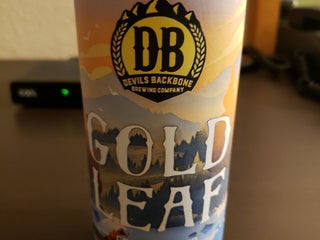 DB
DEVILS BACKBONE
BREWING COMPANY
GOLD
LEAF